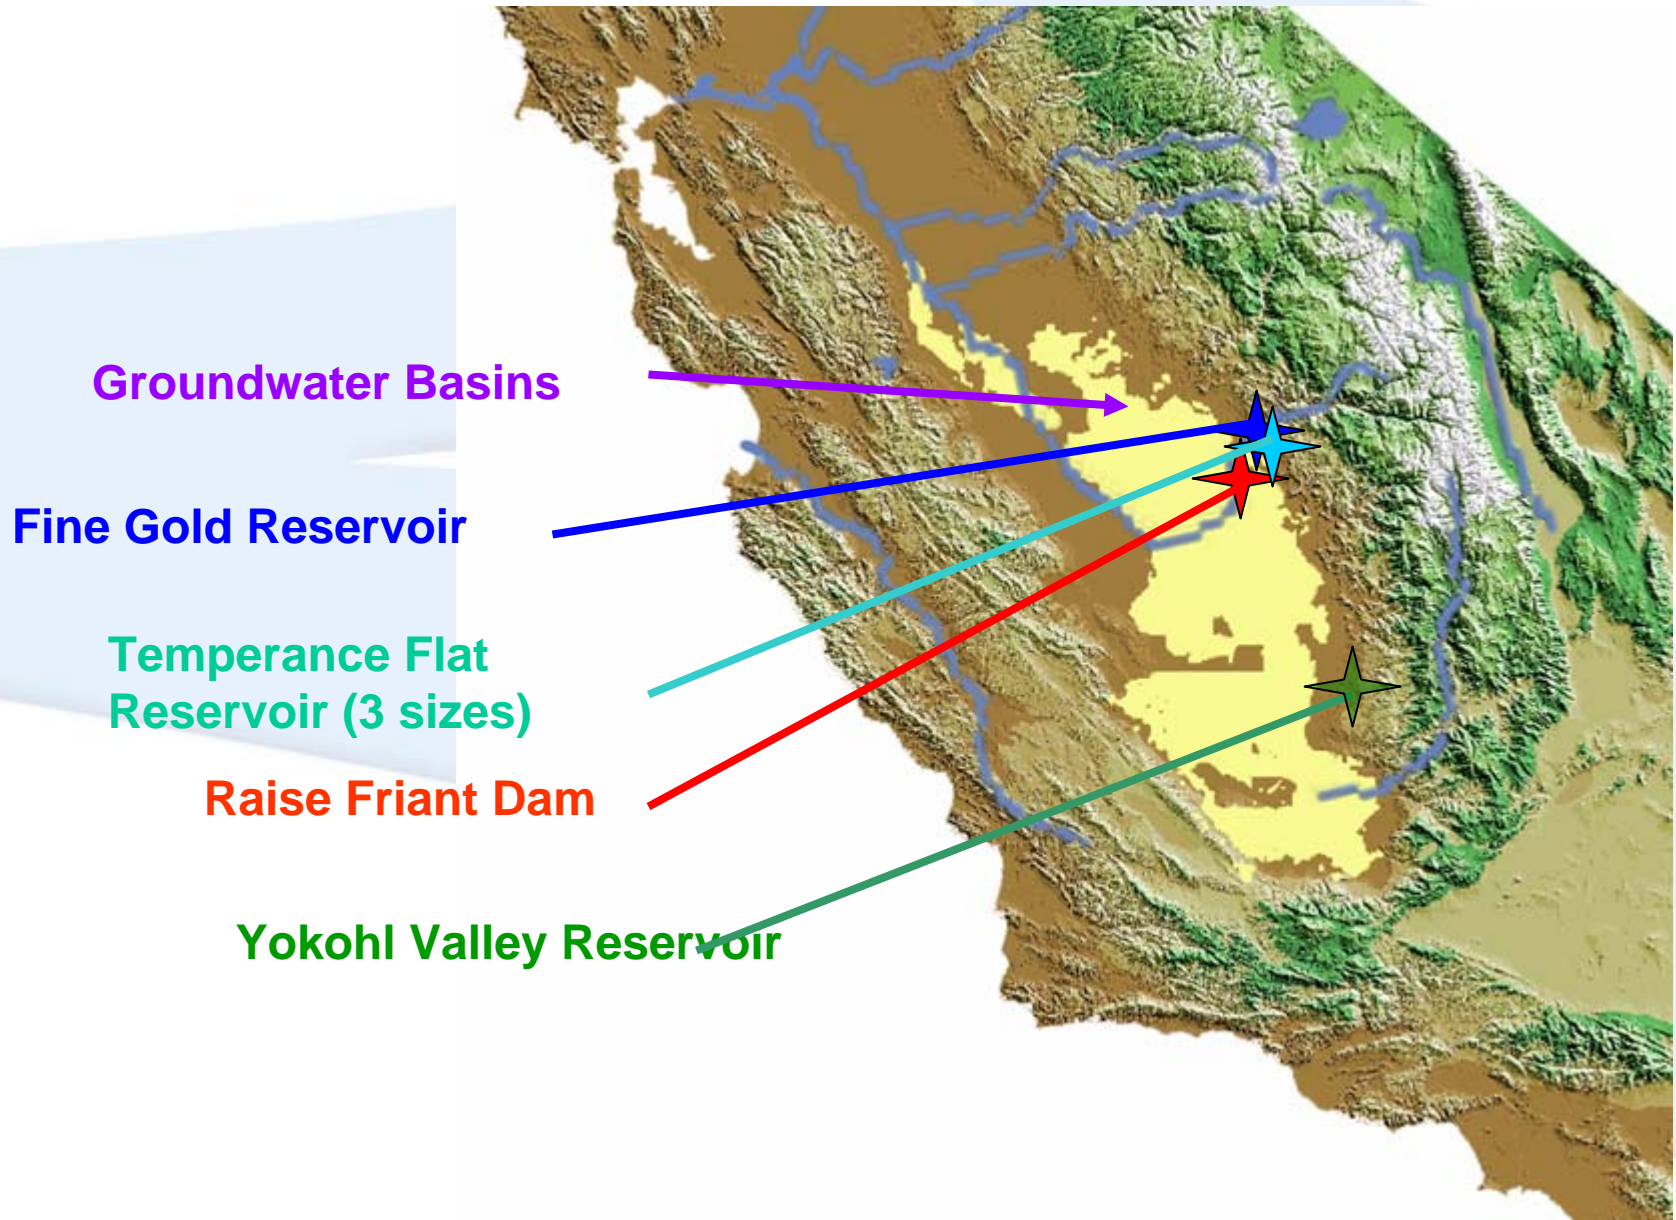 Groundwater Basins
Fine Gold Reservoir
Temperance Flat
Reservoir (3 sizes)
Raise Friant Dam
Yokohl Valley Reservoir